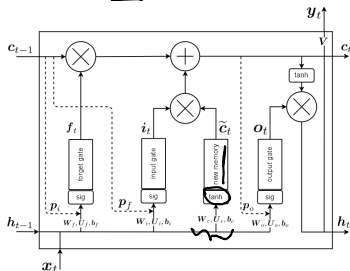 y_t
V
c_{t−1}
c_t
tanh
f_t
i_t
c̃_t
o_t
forget gate
input gate
new memory
output gate
sig
sig
tanh
sig
p_i
p_f
p_o
W_f, U_f, b_f
W_i, U_i, b_i
W_c, U_c, b_c
W_o, U_o, b_o
h_{t−1}
h_t
x_t